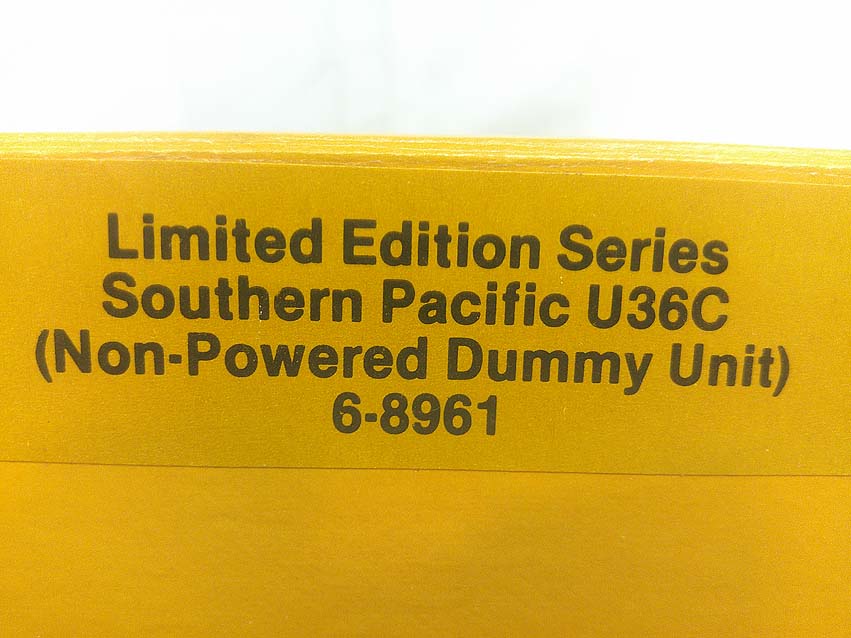 Limited Edition Series
Southern Pacific U36C
(Non-Powered Dummy Unit)
6-8961